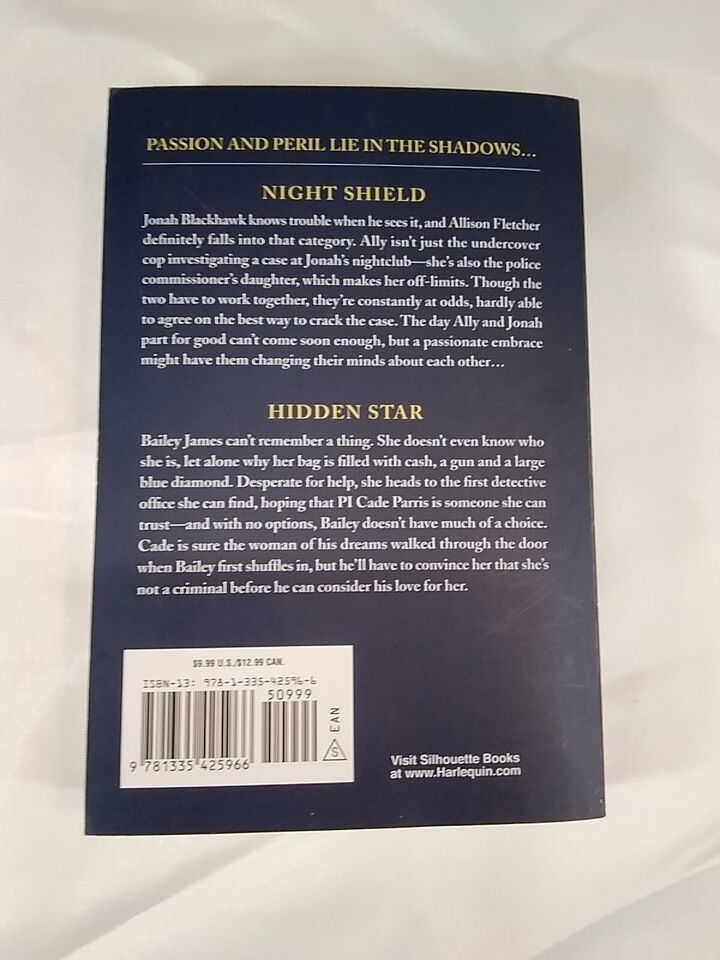 PASSION AND PERIL LIE IN THE SHADOWS...
NIGHT SHIELD
Jonah Blackhawk knows trouble when he sees it, and Allison Fletcher
definitely falls into that category. Ally isn't just the undercover
cop investigating a case at Jonah's nightclub—she's also the police
commissioner's daughter, which makes her off-limits. Though the
two have to work together, they're constantly at odds, hardly able
to agree on the best way to crack the case. The day Ally and Jonah
part for good can't come soon enough, but a passionate embrace
might have them changing their minds about each other...
HIDDEN STAR
Bailey James can't remember a thing. She doesn't even know who
she is, let alone why her bag is filled with cash, a gun and a large
blue diamond. Desperate for help, she heads to the first detective
office she can find, hoping that PI Cade Parris is someone she can
trust—and with no options, Bailey doesn't have much of a choice.
Cade is sure the woman of his dreams walked through the door
when Bailey first shuffles in, but he'll have to convince her that she's
not a criminal before he can consider his love for her.
$9.99 U.S./$12.99 CAN.
ISBN-13: 978-1-335-42596-6
50999
EAN
S
9 781335 425966
Visit Silhouette Books
at www.Harlequin.com